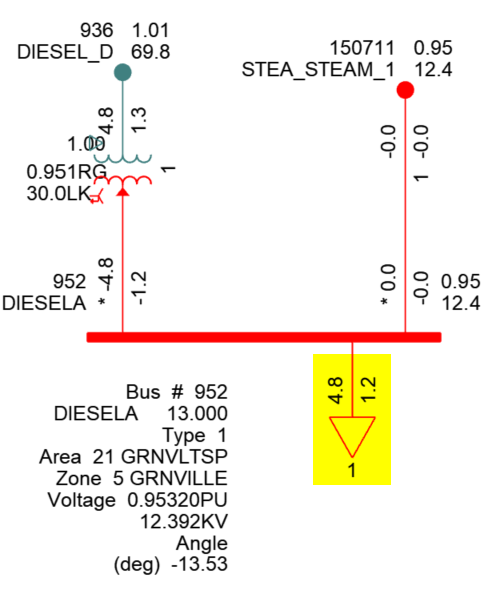 936 1.01
DIESEL_D 69.8
150711 0.95
STEA_STEAM_1 12.4
4.8
1.3
1.00
0.951RG
30.0LK
1
-0.0
-0.0
1
952
DIESELA
* -4.8
-1.2
* 0.0
-0.0
0.95
12.4
4.8
1.2
1
Bus # 952
DIESELA 13.000
Type 1
Area 21 GRNVLTSP
Zone 5 GRNVILLE
Voltage 0.95320PU
12.392KV
Angle
(deg) -13.53